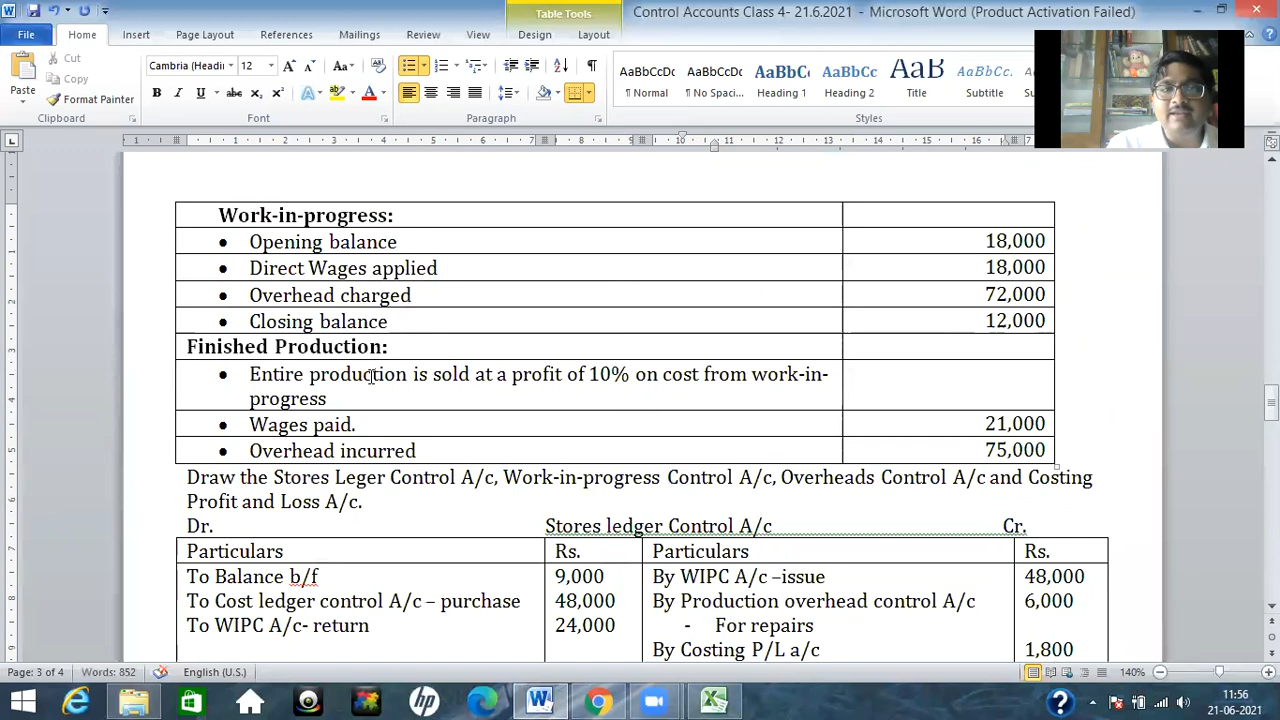 Table Tools
Control Accounts Class 4- 21.6.2021 - Microsoft Word (Product Activation Failed)
File Home Insert Page Layout References Mailings Review View Design Layout
Paste
Cut
Copy
Format Painter
Clipboard
Cambria (Headi 12
Font
Paragraph
AaBbCcDc AaBbCcDc AaBbC AaBbCc AaB AaBbCcL
¶ Normal ¶ No Spaci... Heading 1 Heading 2 Title Subtitle
Styles
Work-in-progress:
• Opening balance 18,000
• Direct Wages applied 18,000
• Overhead charged 72,000
• Closing balance 12,000
Finished Production:
• Entire production is sold at a profit of 10% on cost from work-in-
progress
• Wages paid. 21,000
• Overhead incurred 75,000
Draw the Stores Leger Control A/c, Work-in-progress Control A/c, Overheads Control A/c and Costing
Profit and Loss A/c.
Dr. Stores ledger Control A/c Cr.
Particulars Rs. Particulars Rs.
To Balance b/f 9,000 By WIPC A/c –issue 48,000
To Cost ledger control A/c – purchase 48,000 By Production overhead control A/c 6,000
To WIPC A/c- return 24,000 - For repairs
By Costing P/L a/c 1,800
Page: 3 of 4 Words: 852 English (U.S.) 140%
11:56
21-06-2021